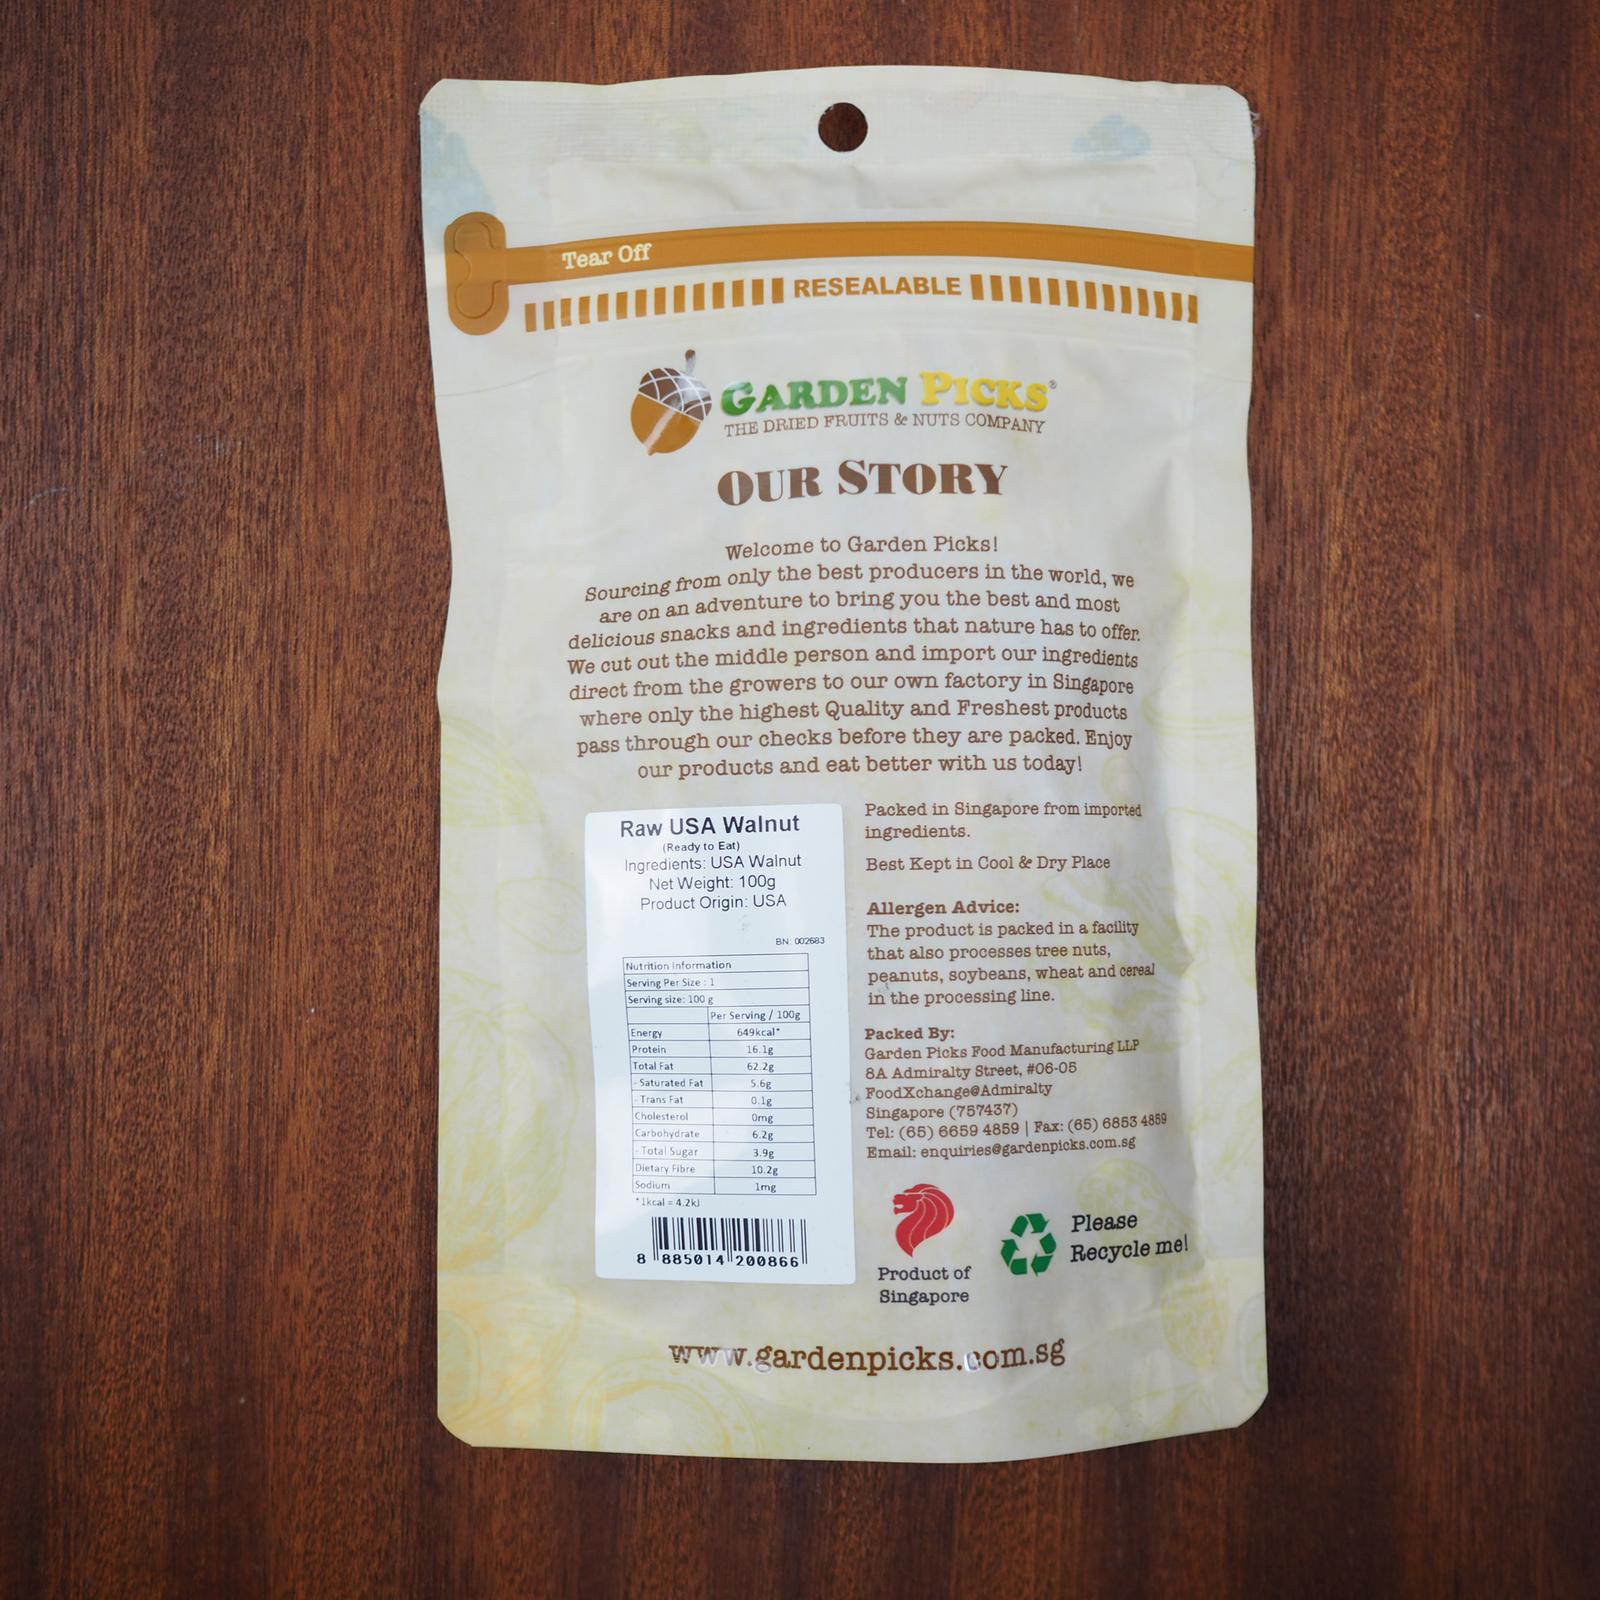 Tear Off
RESEALABLE
GARDEN PICKS®
THE DRIED FRUITS & NUTS COMPANY
OUR STORY
Welcome to Garden Picks!
Sourcing from only the best producers in the world, we
are on an adventure to bring you the best and most
delicious snacks and ingredients that nature has to offer.
We cut out the middle person and import our ingredients
direct from the growers to our own factory in Singapore
where only the highest Quality and Freshest products
pass through our checks before they are packed. Enjoy
our products and eat better with us today!
Raw USA Walnut
(Ready to Eat)
Ingredients: USA Walnut
Net Weight: 100g
Product Origin: USA
BN: 002683
Nutrition Information
Serving Per Size : 1
Serving size: 100 g
Per Serving / 100g
Energy 649kcal*
Protein 16.1g
Total Fat 62.2g
- Saturated Fat 5.6g
- Trans Fat 0.1g
Cholesterol 0mg
Carbohydrate 6.2g
- Total Sugar 3.9g
Dietary Fibre 10.2g
Sodium 1mg
*1kcal = 4.2kJ
8 885014 200866
Packed in Singapore from imported
ingredients.
Best Kept in Cool & Dry Place
Allergen Advice:
The product is packed in a facility
that also processes tree nuts,
peanuts, soybeans, wheat and cereal
in the processing line.
Packed By:
Garden Picks Food Manufacturing LLP
8A Admiralty Street, #06-05
FoodXchange@Admiralty
Singapore (757437)
Tel: (65) 6659 4859 | Fax: (65) 6853 4859
Email: enquiries@gardenpicks.com.sg
Product of
Singapore
Please
Recycle me!
www.gardenpicks.com.sg